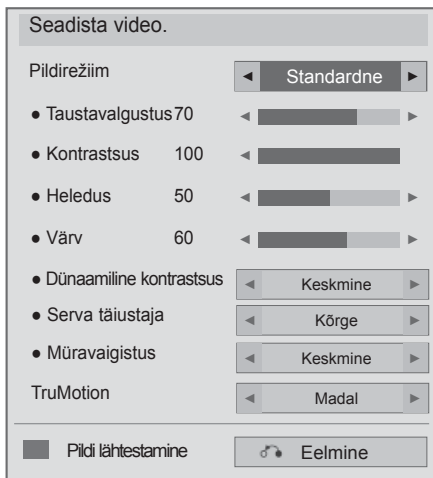 Seadista video.
Pildirežiim ◄ Standardne ►
● Taustavalgustus 70 ◄ ►
● Kontrastsus 100 ◄
● Heledus 50 ◄ ►
● Värv 60 ◄ ►
● Dünaamiline kontrastsus ◄ Keskmine ►
● Serva täiustaja ◄ Kõrge ►
● Müravaigistus ◄ Keskmine ►
TruMotion ◄ Madal ►
Pildi lähtestamine Eelmine